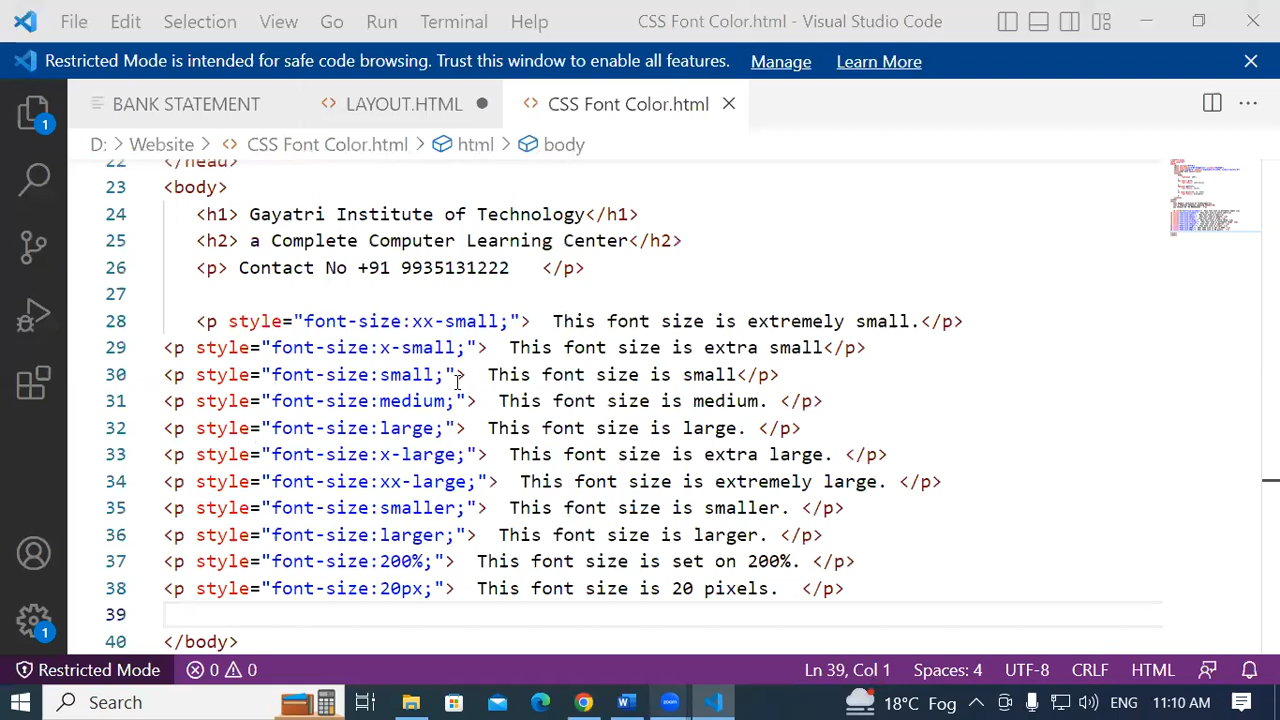 File Edit Selection View Go Run Terminal Help CSS Font Color.html - Visual Studio Code
Restricted Mode is intended for safe code browsing. Trust this window to enable all features. Manage Learn More
BANK STATEMENT LAYOUT.HTML CSS Font Color.html
D: > Website > CSS Font Color.html > html > body
22 </head>
23 <body>
24 <h1> Gayatri Institute of Technology</h1>
25 <h2> a Complete Computer Learning Center</h2>
26 <p> Contact No +91 9935131222 </p>
27
28 <p style="font-size:xx-small;"> This font size is extremely small.</p>
29 <p style="font-size:x-small;"> This font size is extra small</p>
30 <p style="font-size:small;"> This font size is small</p>
31 <p style="font-size:medium;"> This font size is medium. </p>
32 <p style="font-size:large;"> This font size is large. </p>
33 <p style="font-size:x-large;"> This font size is extra large. </p>
34 <p style="font-size:xx-large;"> This font size is extremely large. </p>
35 <p style="font-size:smaller;"> This font size is smaller. </p>
36 <p style="font-size:larger;"> This font size is larger. </p>
37 <p style="font-size:200%;"> This font size is set on 200%. </p>
38 <p style="font-size:20px;"> This font size is 20 pixels. </p>
39
40 </body>
1
1
Restricted Mode 0 0 Ln 39, Col 1 Spaces: 4 UTF-8 CRLF HTML
Search 18°C Fog ENG 11:10 AM